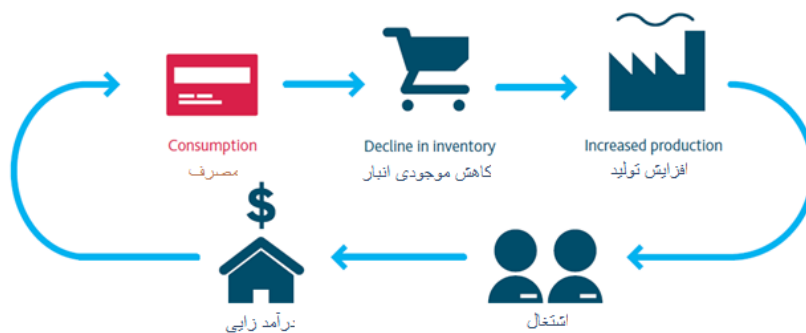 Consumption
مصرف
Decline in inventory
کاهش موجودی انبار
Increased production
افزایش تولید
$
اشتغال
درآمد زایی